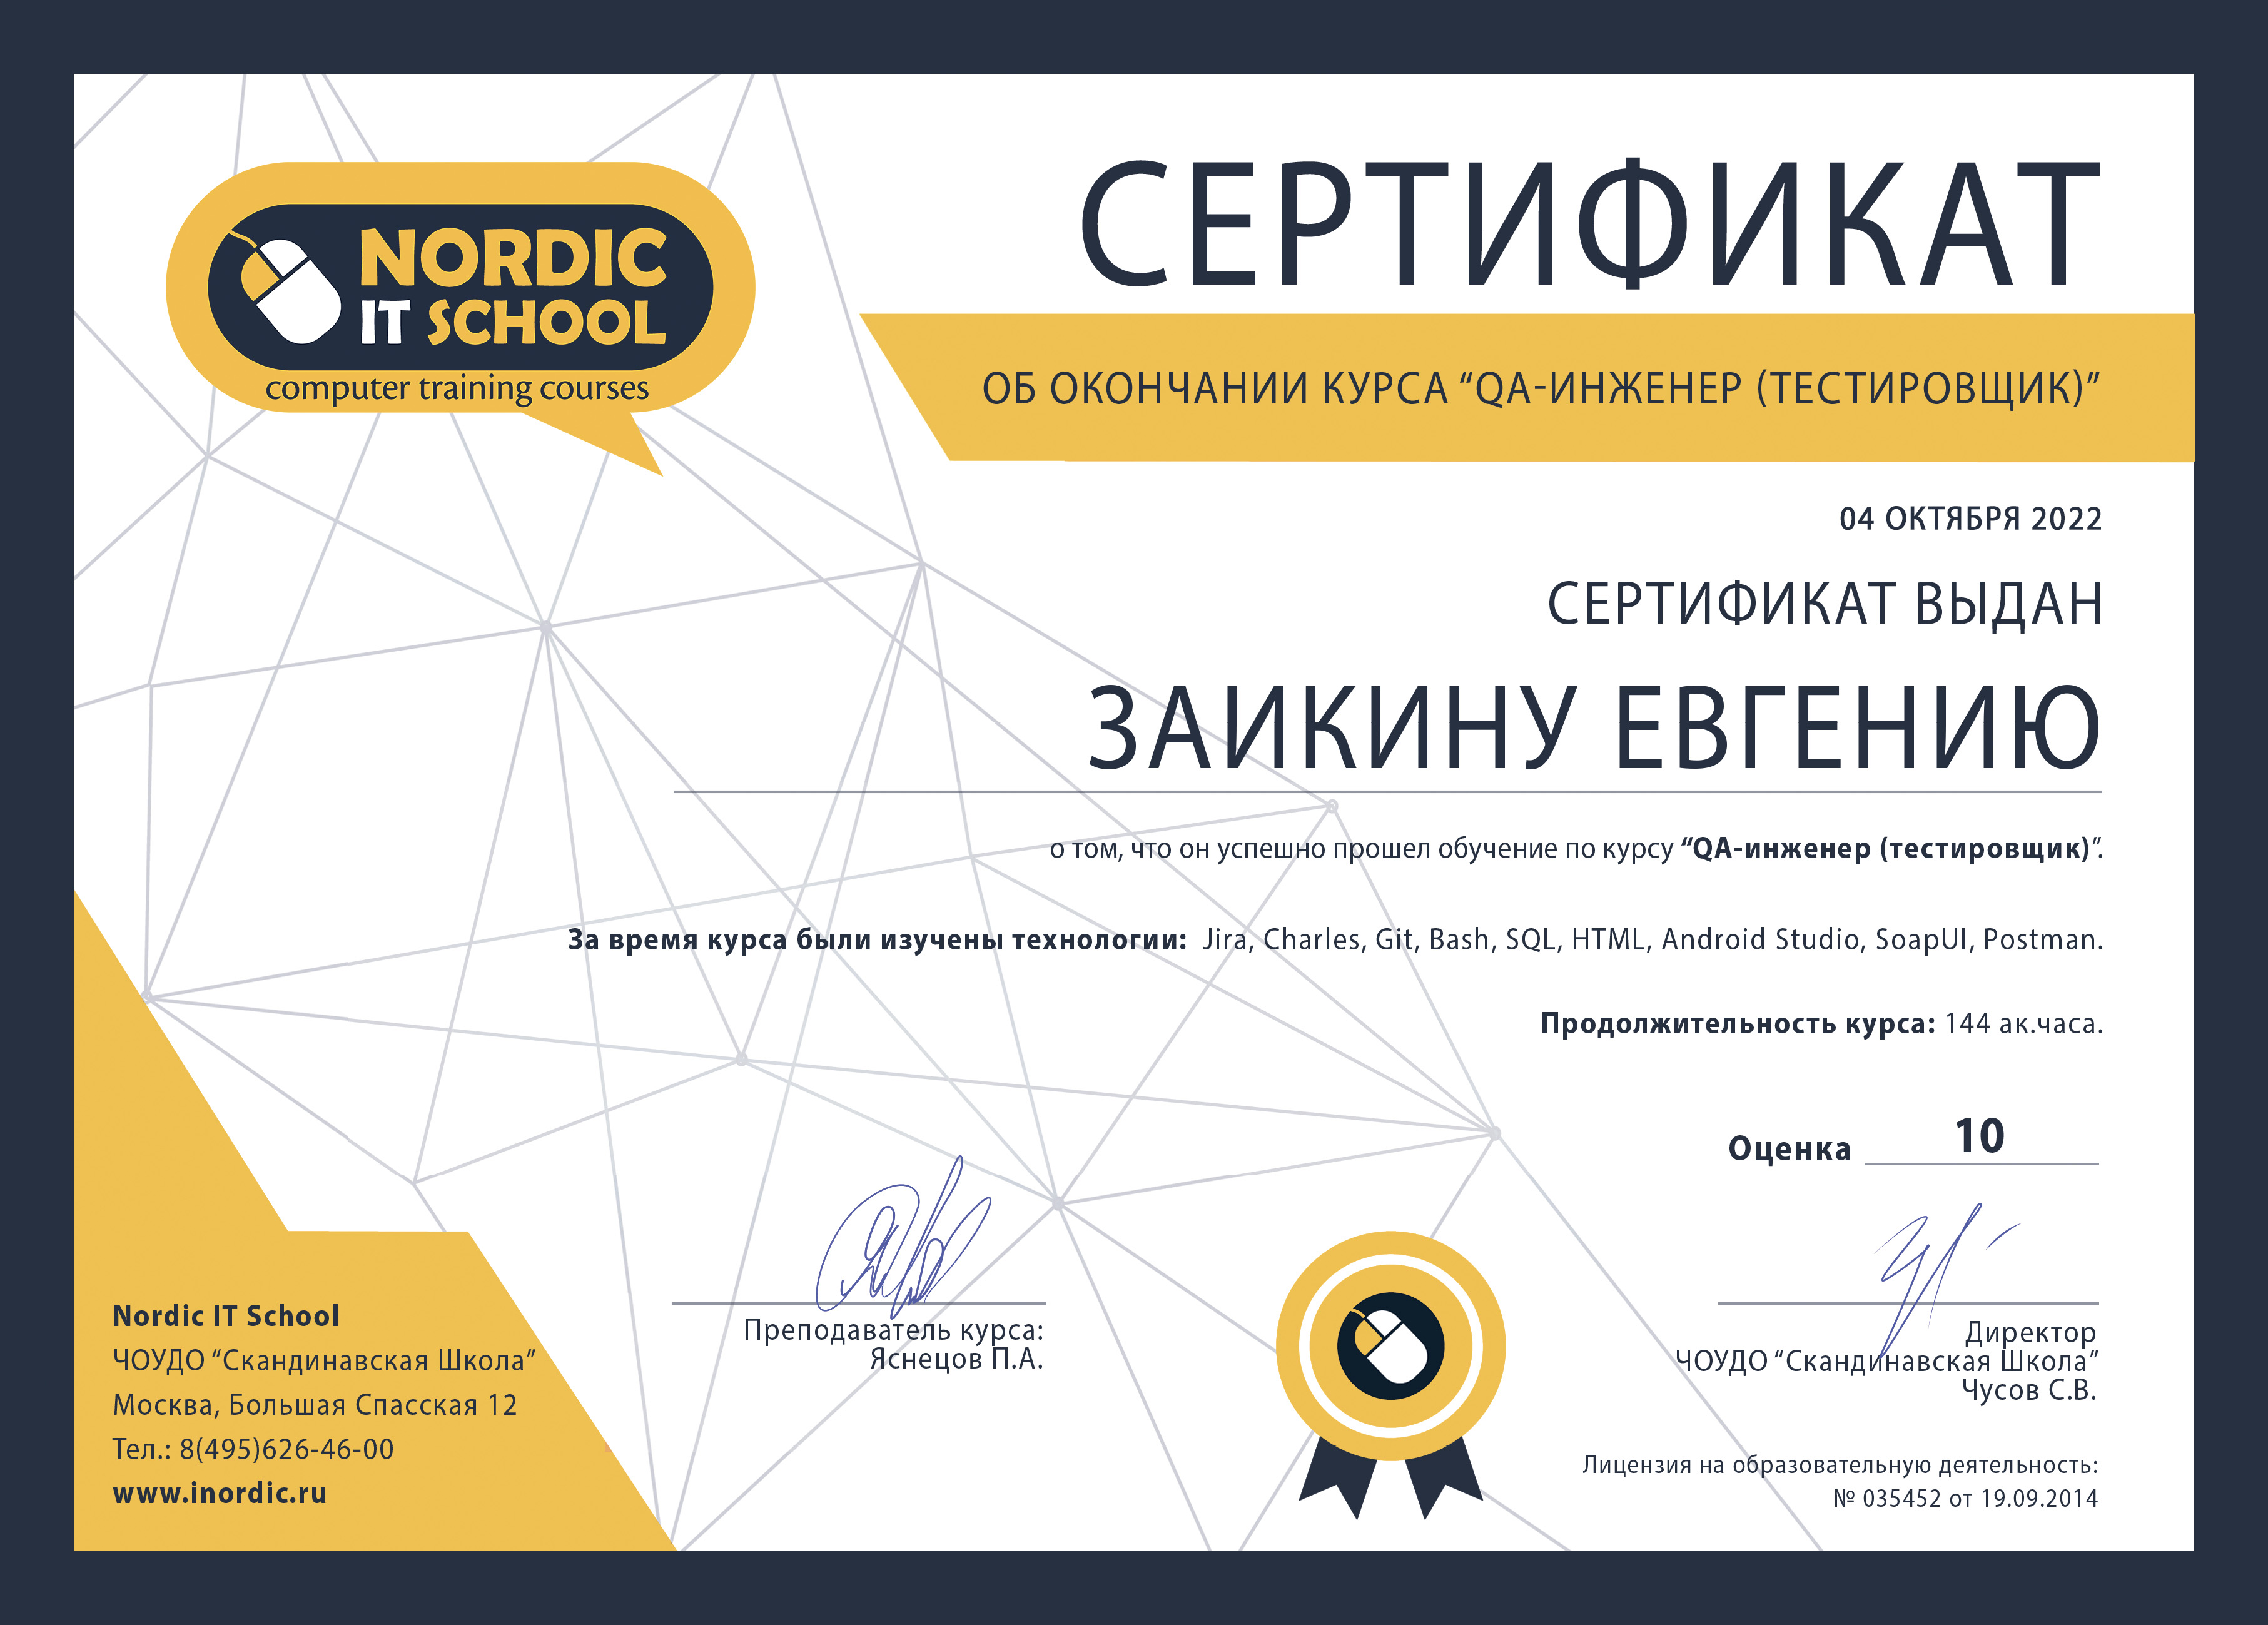 NORDIC
IT SCHOOL
computer training courses
СЕРТИФИКАТ
ОБ ОКОНЧАНИИ КУРСА “QA-ИНЖЕНЕР (ТЕСТИРОВЩИК)”
04 ОКТЯБРЯ 2022
СЕРТИФИКАТ ВЫДАН
ЗАИКИНУ ЕВГЕНИЮ
о том, что он успешно прошел обучение по курсу “QA-инженер (тестировщик)”.
За время курса были изучены технологии: Jira, Charles, Git, Bash, SQL, HTML, Android Studio, SoapUI, Postman.
Продолжительность курса: 144 ак.часа.
Оценка 10
Nordic IT School
ЧОУДО “Скандинавская Школа”
Москва, Большая Спасская 12
Тел.: 8(495)626-46-00
www.inordic.ru
Преподаватель курса:
Яснецов П.А.
Директор
ЧОУДО “Скандинавская Школа”
Чусов С.В.
Лицензия на образовательную деятельность:
№ 035452 от 19.09.2014